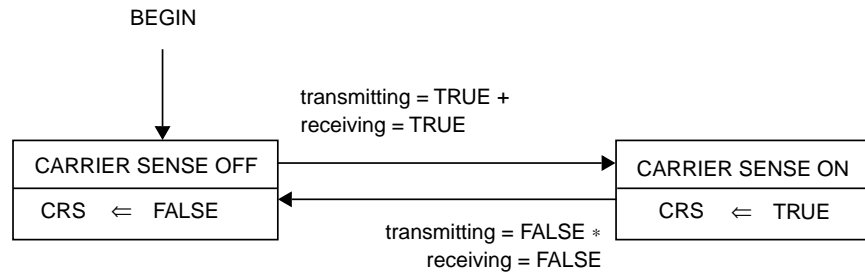 BEGIN
transmitting = TRUE +
receiving = TRUE
CARRIER SENSE OFF
CRS ⇐ FALSE
CARRIER SENSE ON
CRS ⇐ TRUE
transmitting = FALSE *
receiving = FALSE